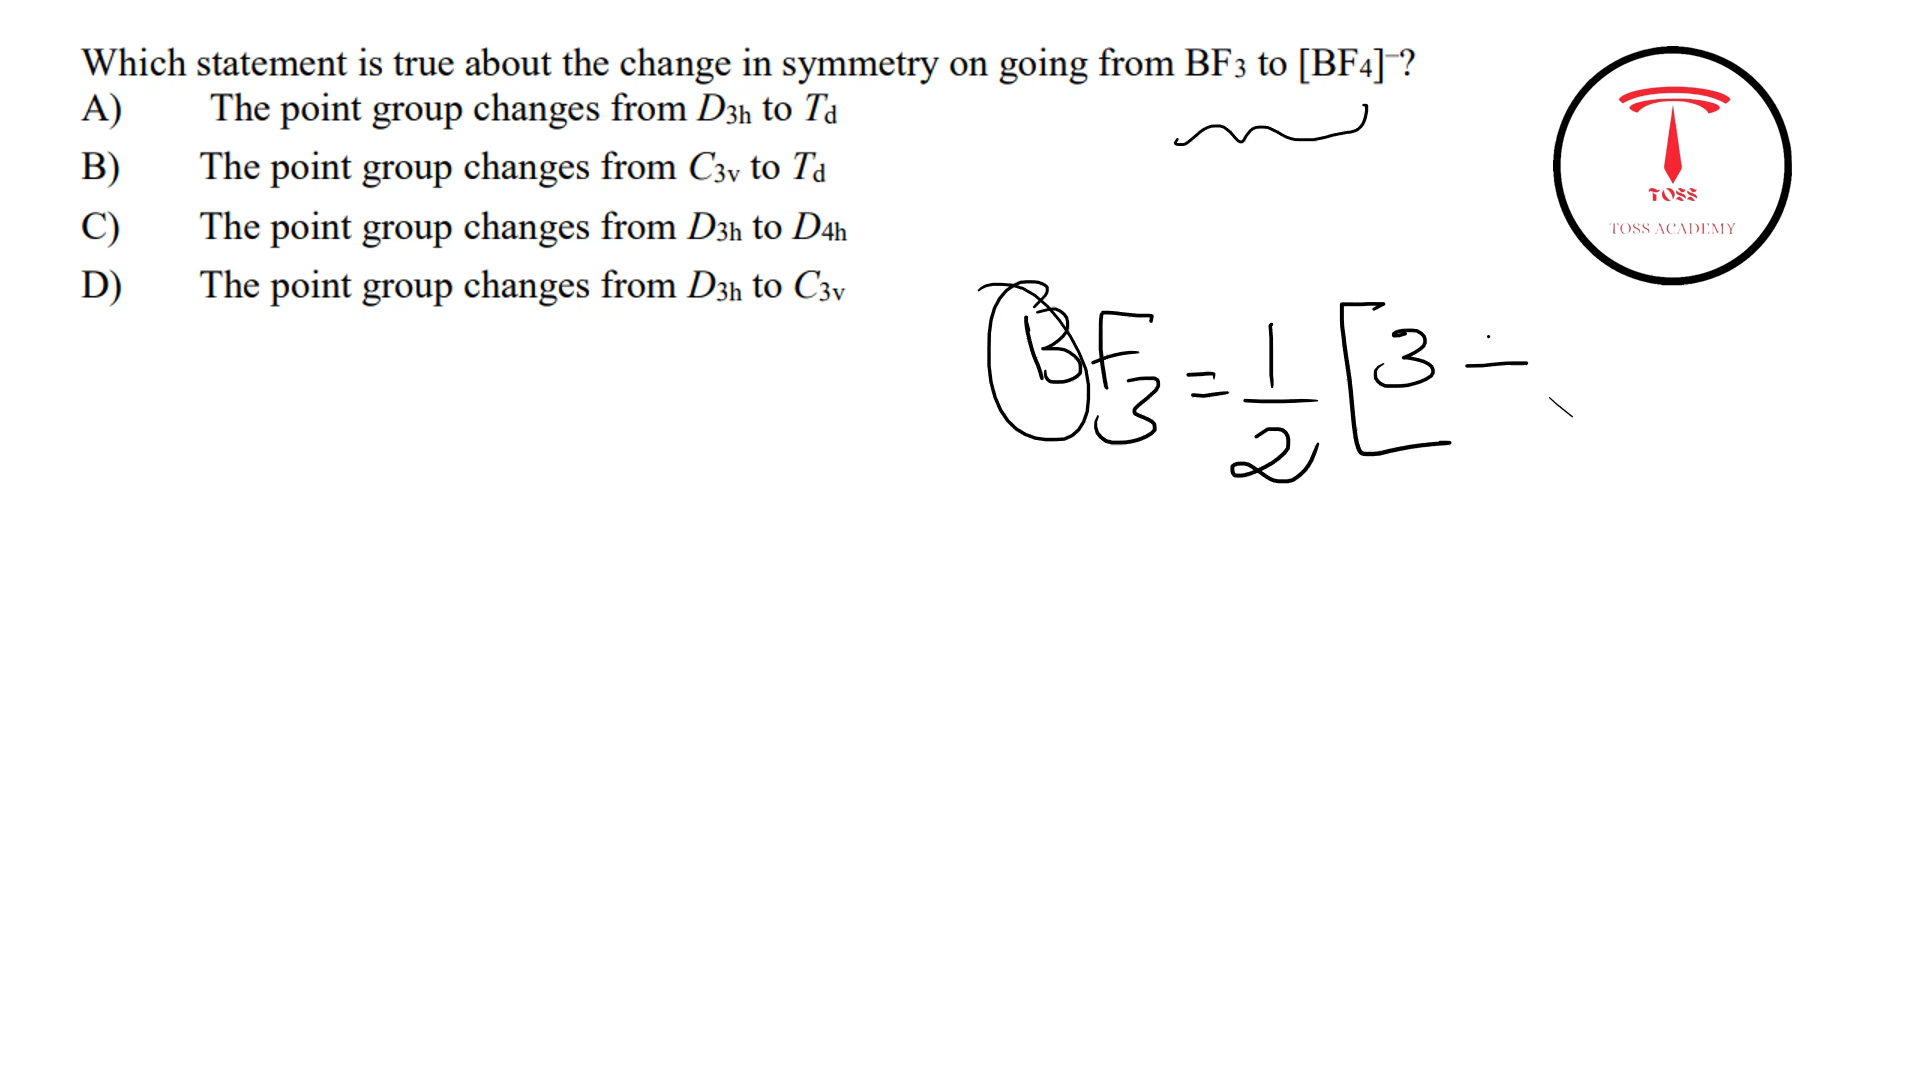 Which statement is true about the change in symmetry on going from BF3 to [BF4]–?
A) The point group changes from D3h to Td
B) The point group changes from C3v to Td
C) The point group changes from D3h to D4h
D) The point group changes from D3h to C3v
TOSS
TOSS ACADEMY
BF3 = 1/2 [3 –